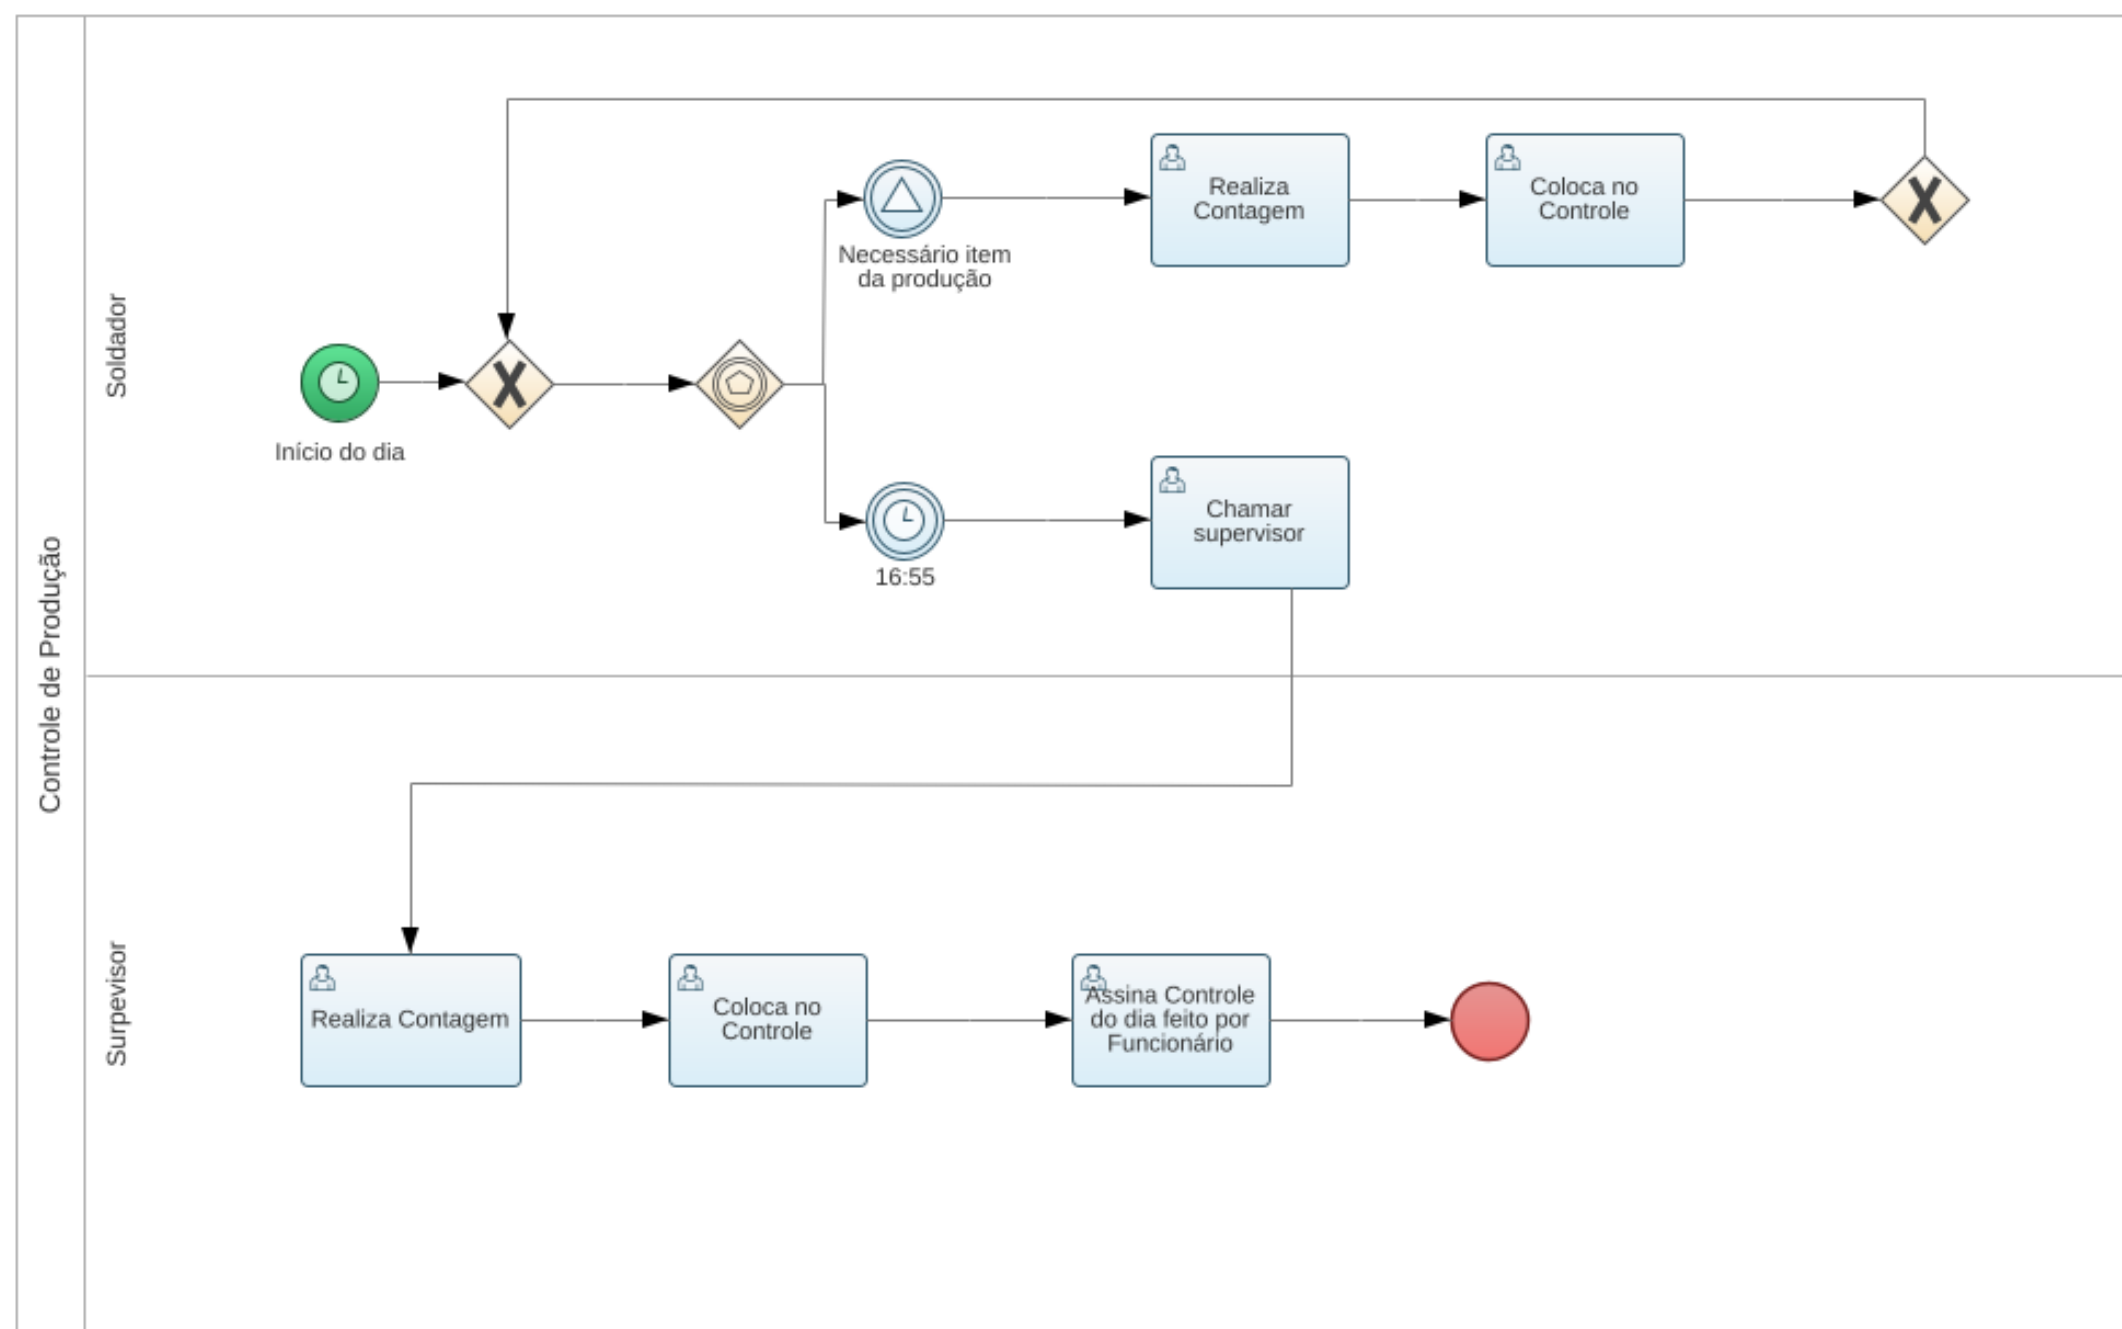 Controle de Produção
Soldador
Início do dia
Necessário item
da produção
Realiza
Contagem
Coloca no
Controle
16:55
Chamar
supervisor
Surpevisor
Realiza Contagem
Coloca no
Controle
Assina Controle
do dia feito por
Funcionário